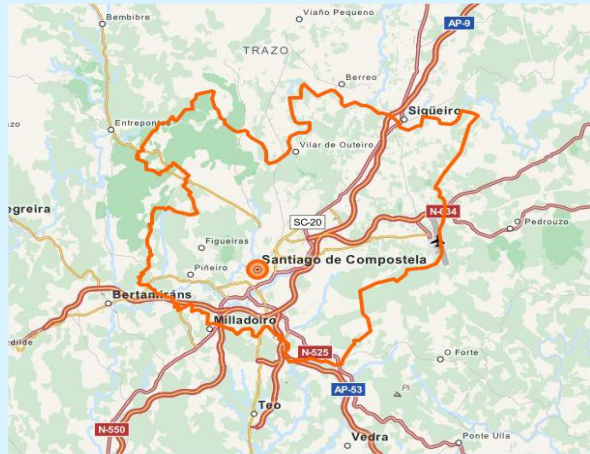 Viaño Pequeno
Bembibre
AP-9
TRAZO
Berreo
Sigüeiro
Entrepontes
Vilar de Outeiro
N-634
egreira
SC-20
O Pedrouzo
Figueiras
Santiago de Compostela
Piñeiro
Bertamiráns
Milladoiro
N-525
O Forte
AP-53
Teo
N-550
Vedra
Ponte Ulla